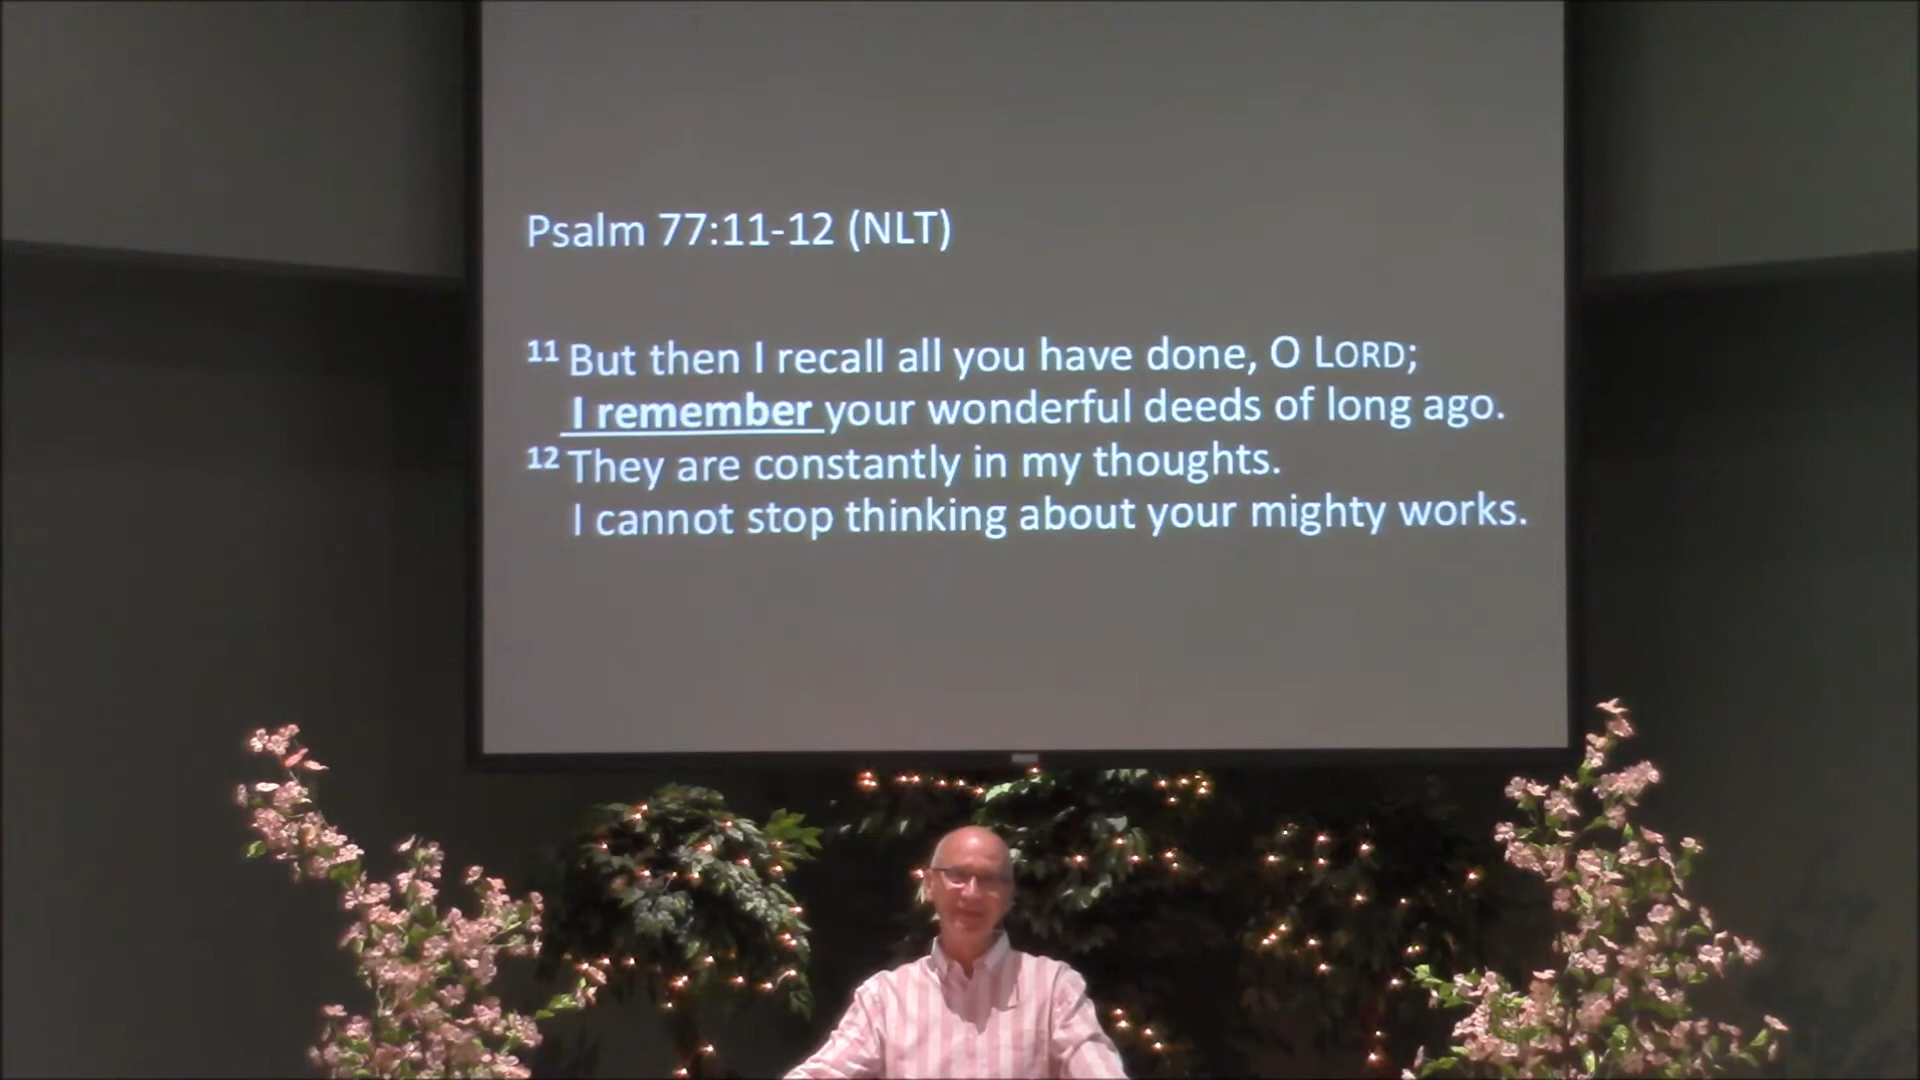 Psalm 77:11-12 (NLT)
11 But then I recall all you have done, O LORD;
I remember your wonderful deeds of long ago.
12 They are constantly in my thoughts.
I cannot stop thinking about your mighty works.